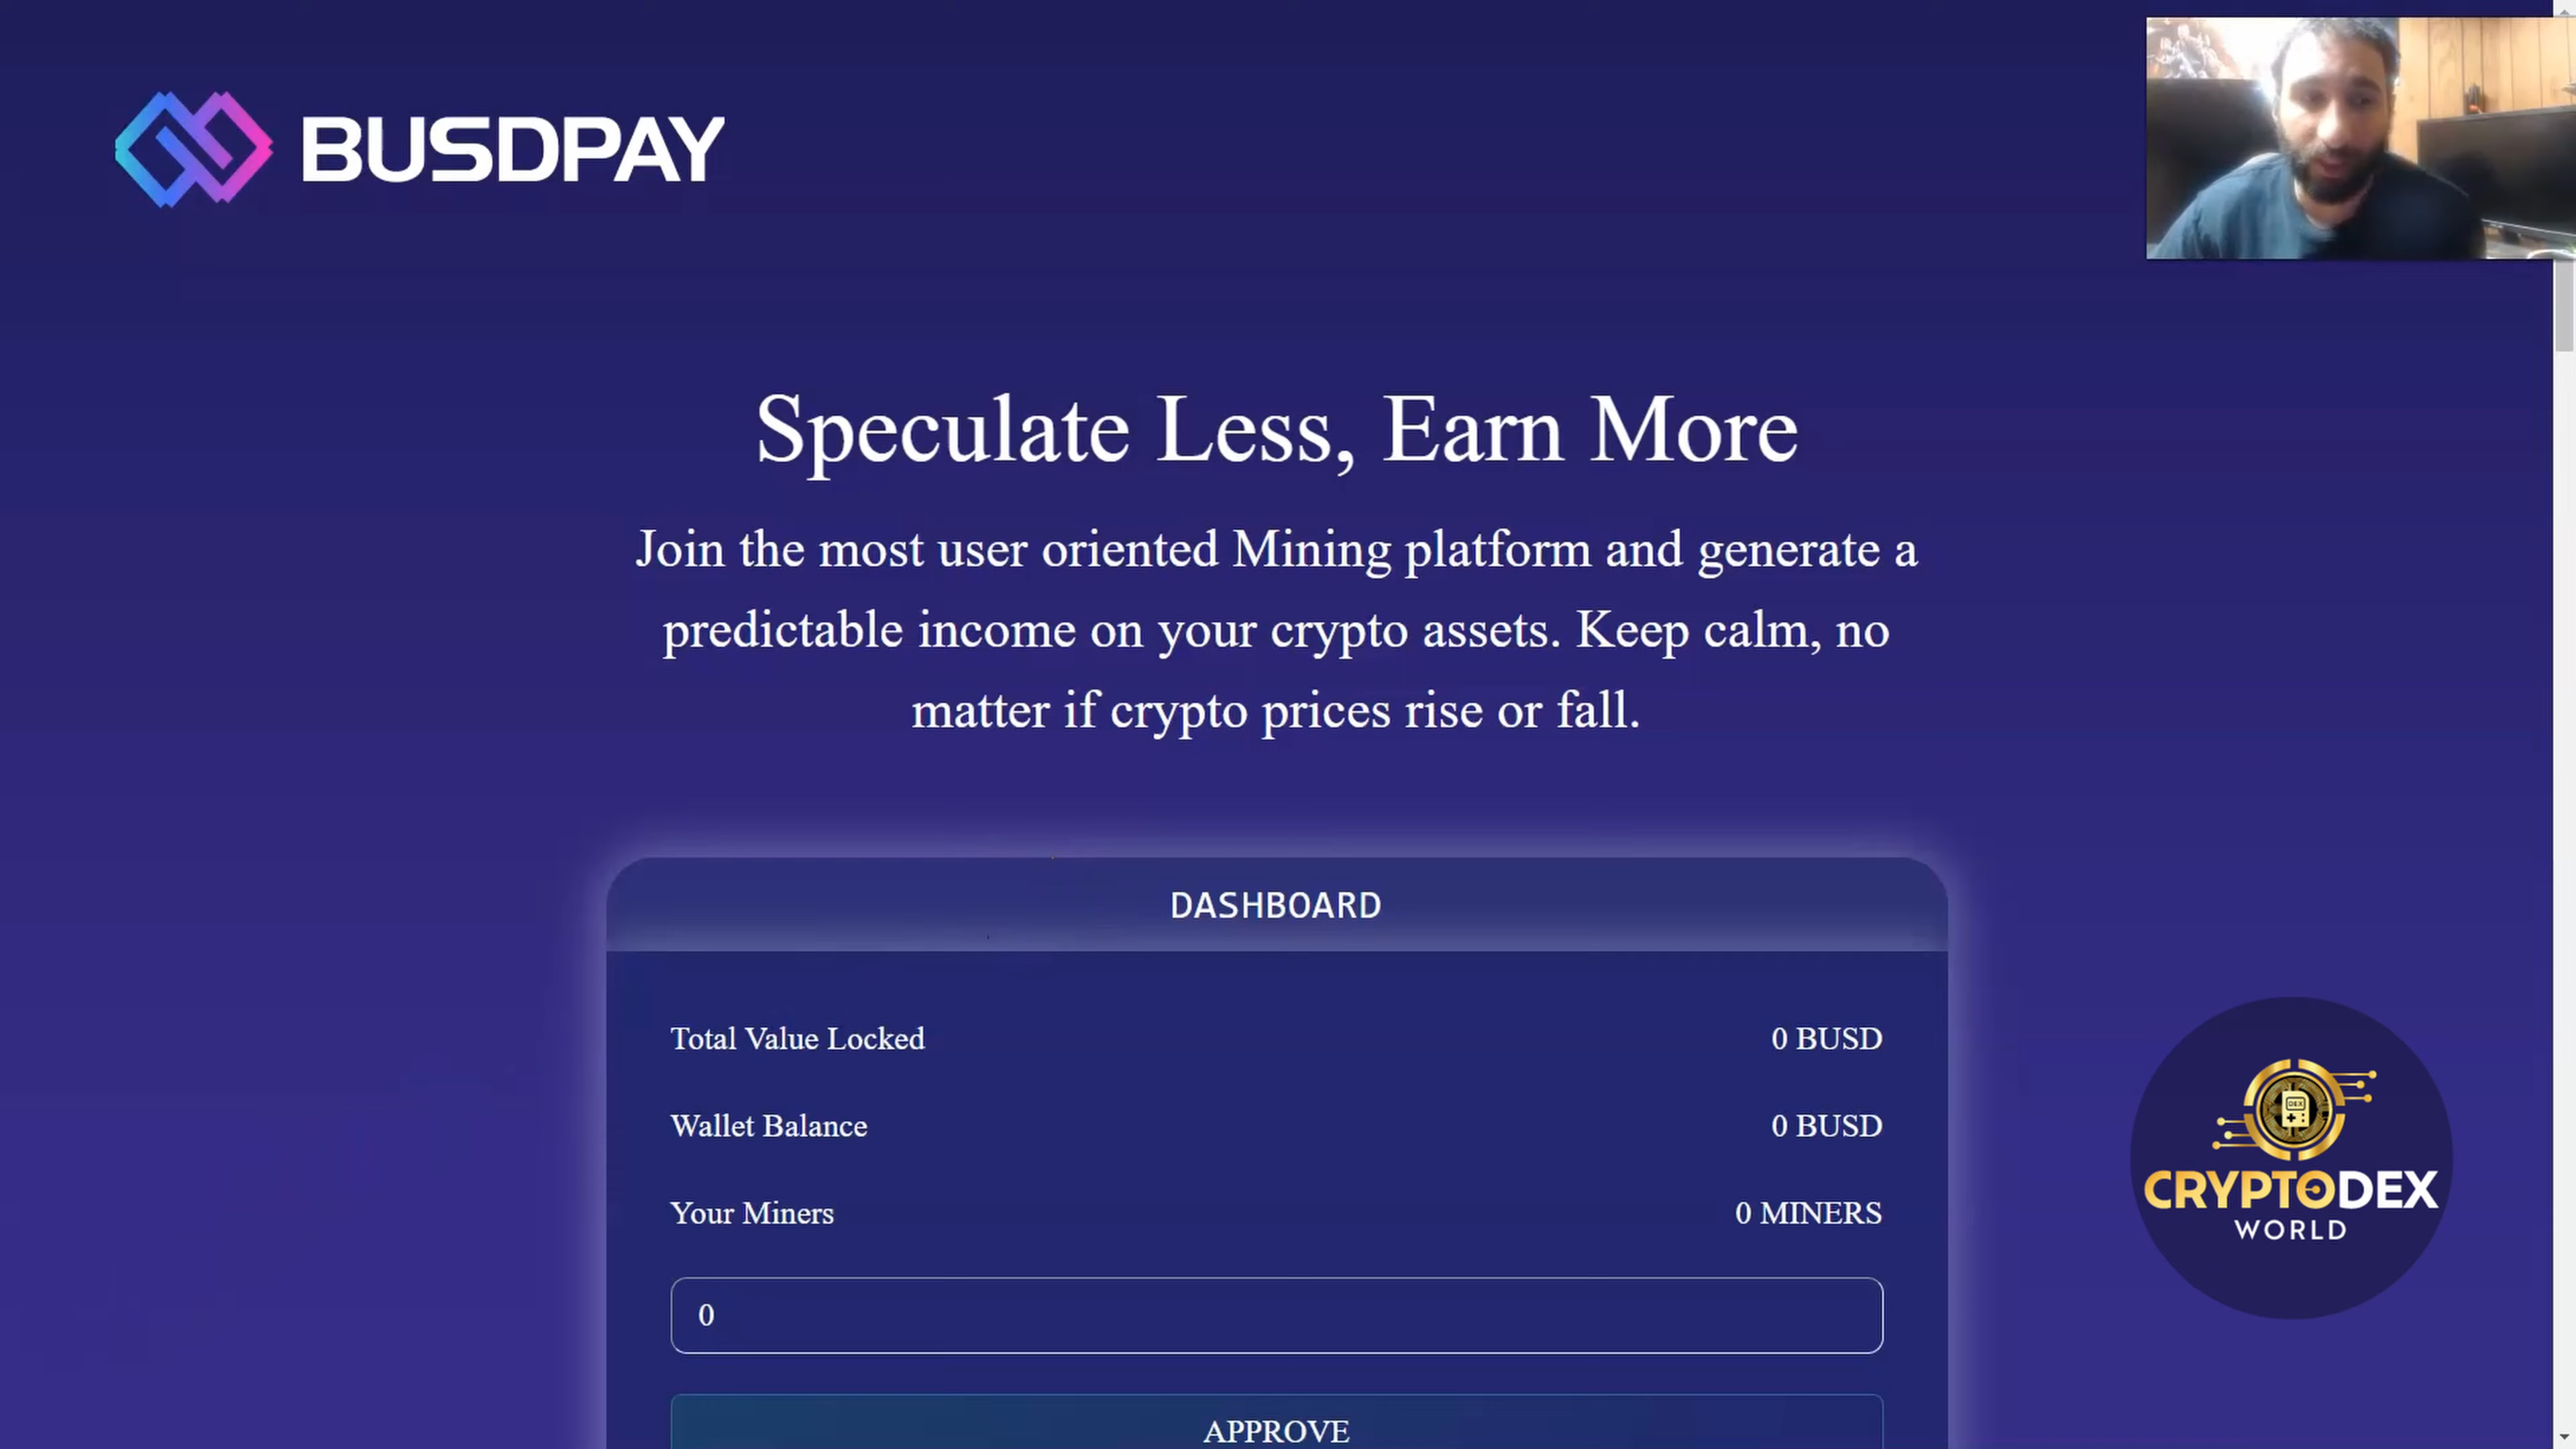 BUSDPAY
Speculate Less, Earn More
Join the most user oriented Mining platform and generate a
predictable income on your crypto assets. Keep calm, no
matter if crypto prices rise or fall.
DASHBOARD
Total Value Locked 0 BUSD
Wallet Balance 0 BUSD
Your Miners 0 MINERS
0
APPROVE
DEX
CRYPTODEX
WORLD